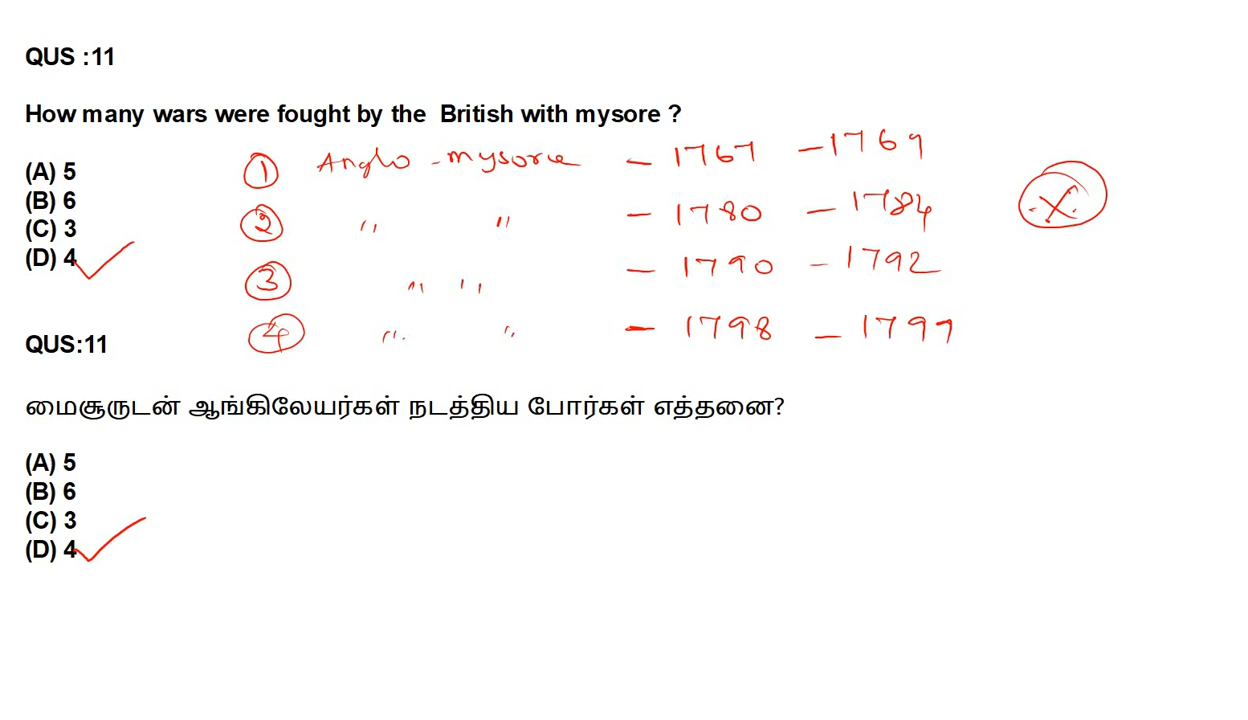 QUS :11
How many wars were fought by the  British with mysore ?
(A) 5
(B) 6
(C) 3
(D) 4
① Anglo - mysore - 1767 - 1769
② " " - 1780 - 1784
③ " " - 1790 - 1792
④ " " - 1798 - 1799
X
QUS:11
மைசூருடன் ஆங்கிலேயர்கள் நடத்திய போர்கள் எத்தனை?
(A) 5
(B) 6
(C) 3
(D) 4